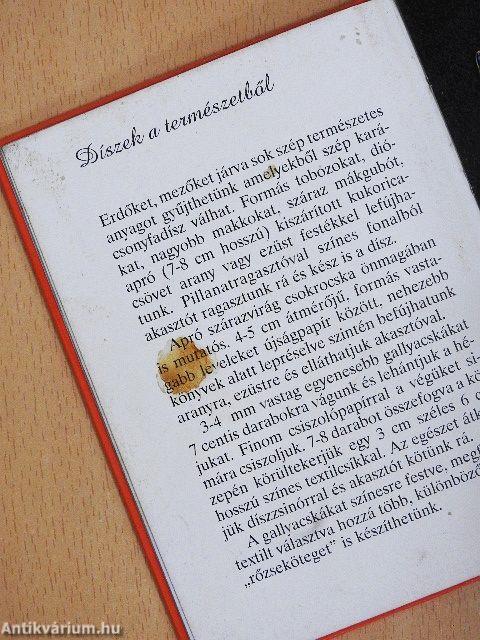 Díszek a természetből
Erdőket, mezőket járva sok szép természetes
anyagot gyűjthetünk amelyekből szép kará-
csonyfadísz válhat. Formás tobozokat, dió-
kat, nagyobb makkokat, száraz mákgubót,
apró (7-8 cm hosszú) kiszárított kukorica-
csövet arany vagy ezüst festékkel lefújha-
tunk. Pillanatragasztóval színes fonalból
akasztót ragasztunk rá és kész is a dísz.
Apró szárazvirág csokrocska önmagában
is mutatós. 4-5 cm átmérőjű, formás vasta-
gabb leveleket újságpapír között, nehezebb
könyvek alatt lepréselve szintén befújhatunk
aranyra, ezüstre és elláthatjuk akasztóval.
3-4 mm vastag egyenesebb gallyacskákat
7 centis darabokra vágunk és lehántjuk a hé-
jukat. Finom csiszolópapírral a végüket si-
mára csiszoljuk. 7-8 darabot összefogva a kö
zepén körültekerjük egy 3 cm széles 6 c
hosszú színes textilcsíkkal. Az egészet átk
jük díszzsinórral és akasztót kötünk rá.
A gallyacskákat színesre festve, megf
textilt választva hozzá több, különböző
„rőzseköteget” is készíthetünk.
Antikvárium.hu